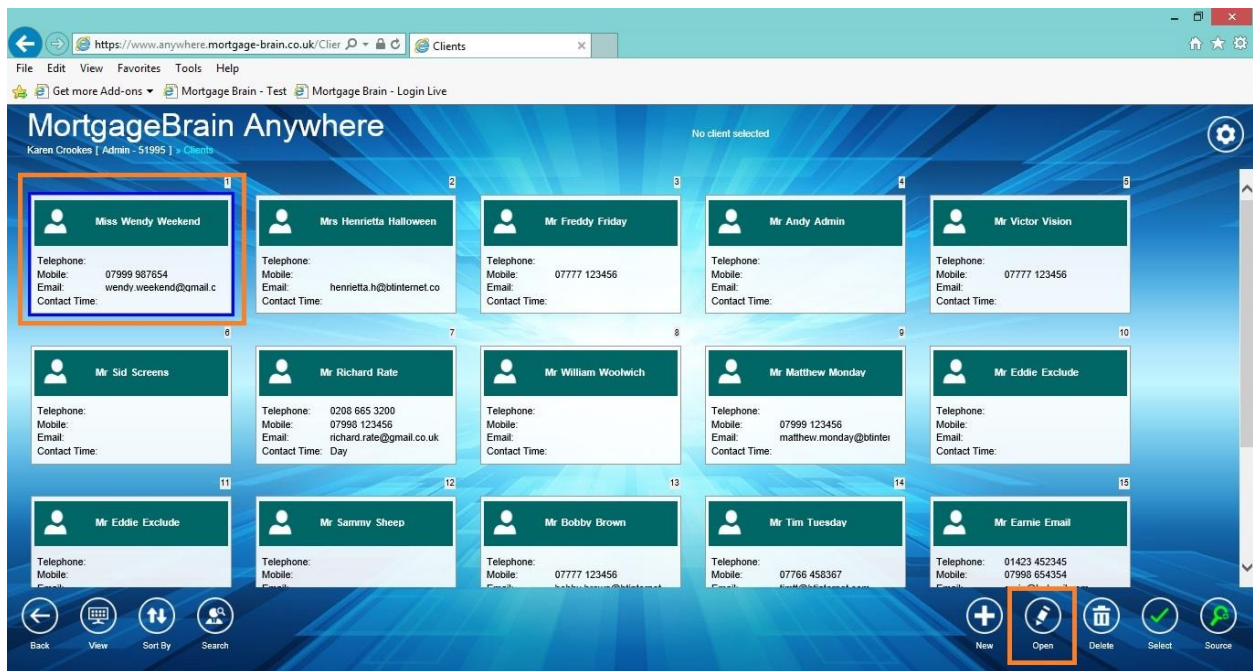 https://www.anywhere.mortgage-brain.co.uk/Clier
Clients
File Edit View Favorites Tools Help
Get more Add-ons Mortgage Brain - Test Mortgage Brain - Login Live
MortgageBrain Anywhere
No client selected
Karen Crookes [ Admin - 51995 ] » Clients
1 2 3 4 5
Miss Wendy Weekend
Telephone:
Mobile: 07999 987654
Email: wendy.weekend@gmail.c
Contact Time:
Mrs Henrietta Halloween
Telephone:
Mobile:
Email: henrietta.h@btinternet.co
Contact Time:
Mr Freddy Friday
Telephone:
Mobile: 07777 123456
Email:
Contact Time:
Mr Andy Admin
Telephone:
Mobile:
Email:
Contact Time:
Mr Victor Vision
Telephone:
Mobile: 07777 123456
Email:
Contact Time:
6 7 8 9 10
Mr Sid Screens
Telephone:
Mobile:
Email:
Contact Time:
Mr Richard Rate
Telephone: 0208 665 3200
Mobile: 07998 123456
Email: richard.rate@gmail.co.uk
Contact Time: Day
Mr William Woolwich
Telephone:
Mobile:
Email:
Contact Time:
Mr Matthew Monday
Telephone:
Mobile: 07999 123456
Email: matthew.monday@btinter
Contact Time:
Mr Eddie Exclude
Telephone:
Mobile:
Email:
Contact Time:
11 12 13 14 15
Mr Eddie Exclude
Telephone:
Mobile:
Mr Sammy Sheep
Telephone:
Mobile:
Mr Bobby Brown
Telephone:
Mobile: 07777 123456
Mr Tim Tuesday
Telephone:
Mobile: 07766 458367
Mr Earnie Email
Telephone: 01423 452345
Mobile: 07998 654354
Back View Sort By Search New Open Delete Select Source